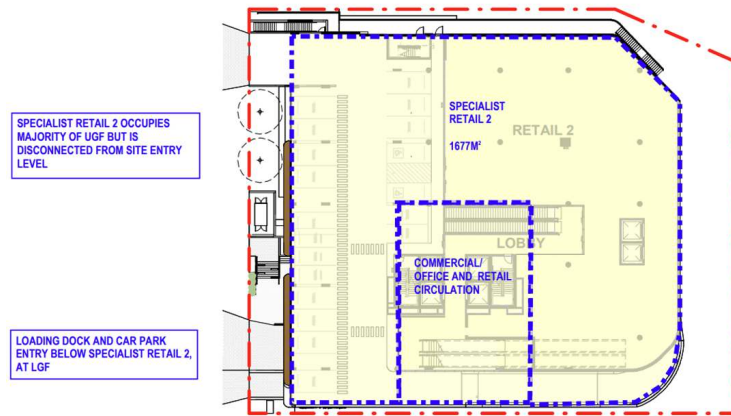 SPECIALIST RETAIL 2 OCCUPIES
MAJORITY OF UGF BUT IS
DISCONNECTED FROM SITE ENTRY
LEVEL
SPECIALIST
RETAIL 2
1677M²
RETAIL 2
LOBBY
COMMERCIAL/
OFFICE AND RETAIL
CIRCULATION
LOADING DOCK AND CAR PARK
ENTRY BELOW SPECIALIST RETAIL 2,
AT LGF